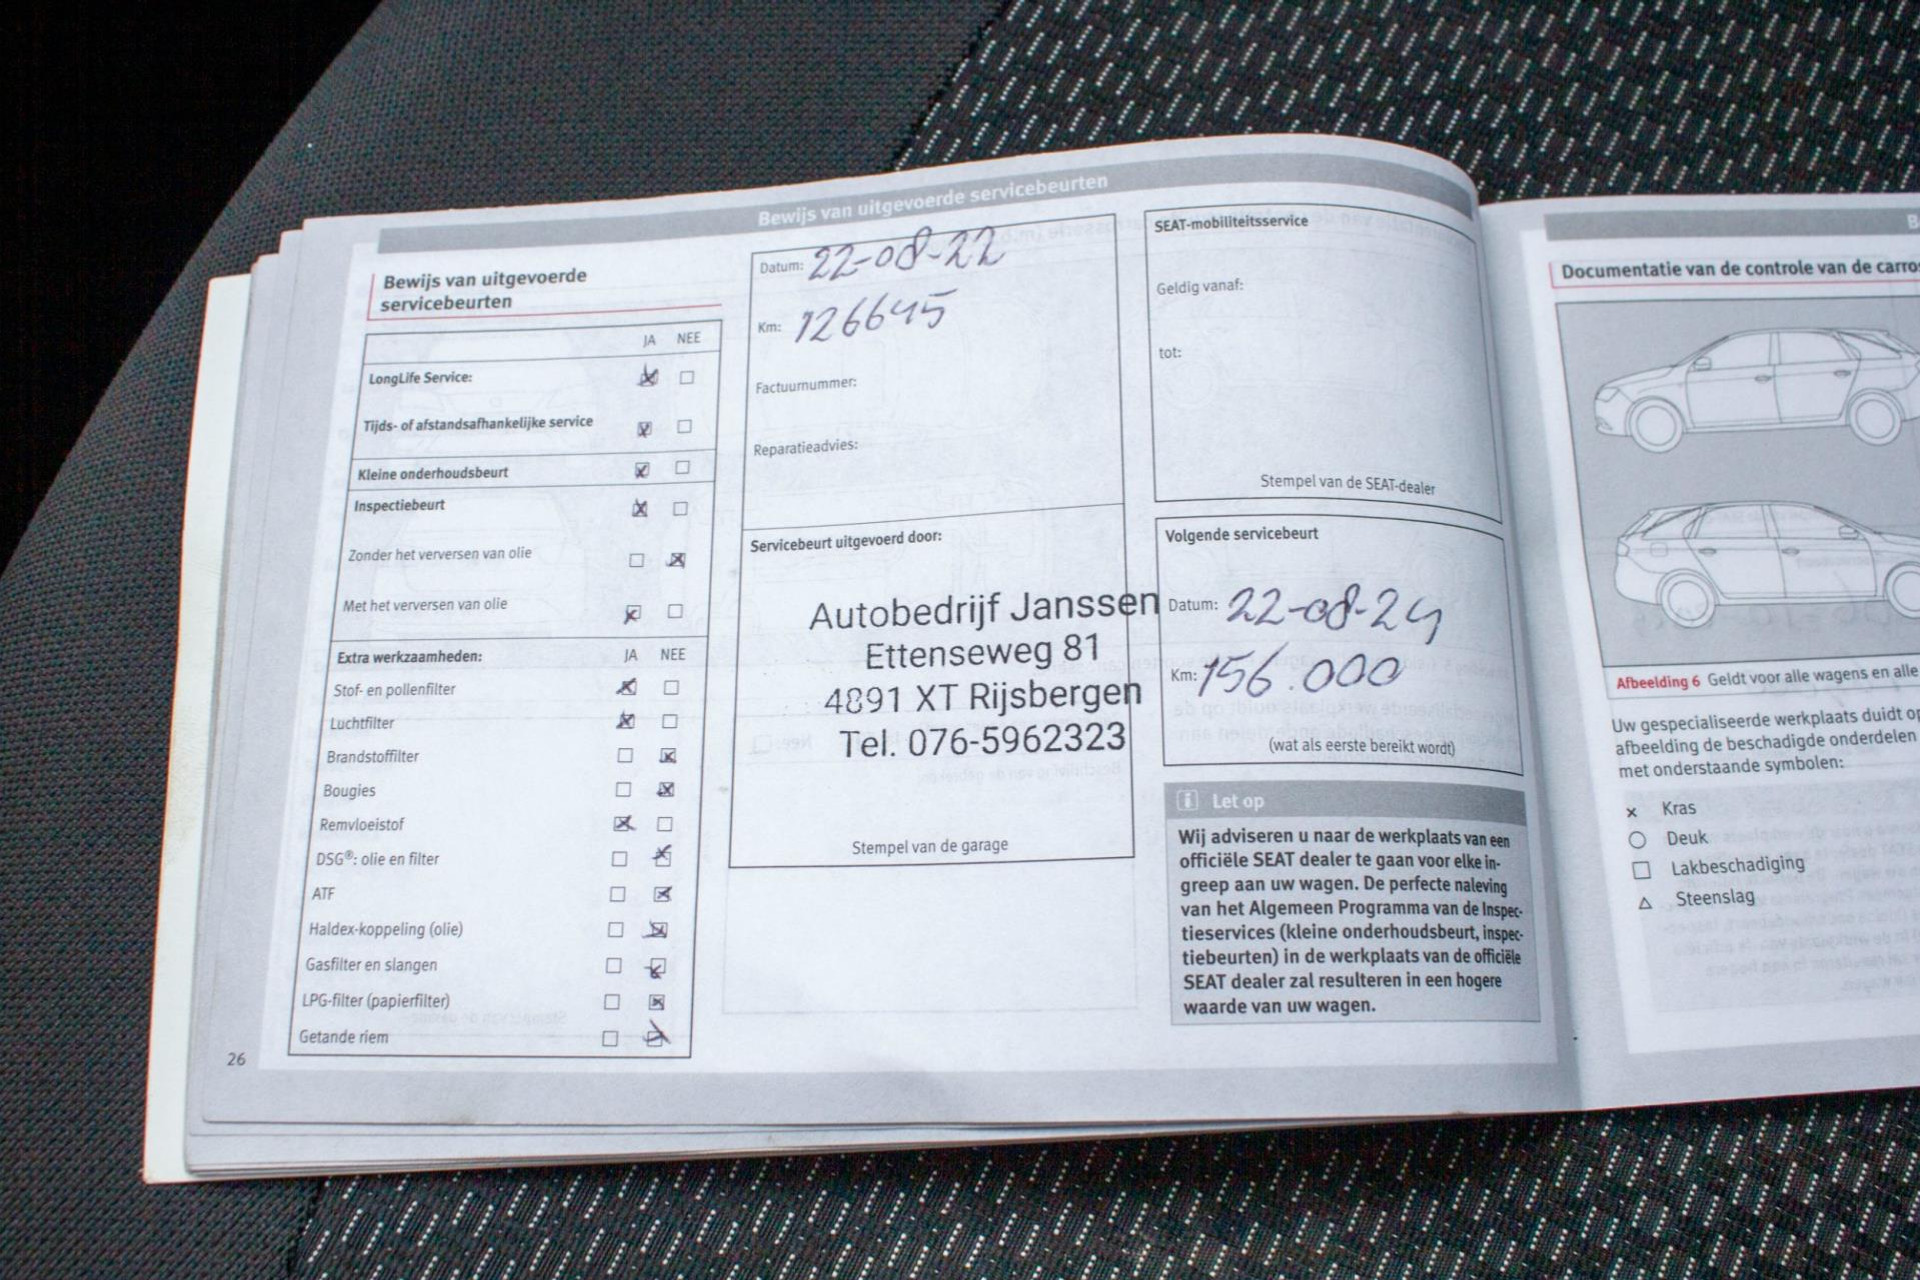 Bewijs van uitgevoerde servicebeurten
Bewijs van uitgevoerde
servicebeurten
JA NEE
LongLife Service:
Tijds- of afstandsafhankelijke service
Kleine onderhoudsbeurt
Inspectiebeurt
Zonder het verversen van olie
Met het verversen van olie
Extra werkzaamheden: JA NEE
Stof- en pollenfilter
Luchtfilter
Brandstoffilter
Bougies
Remvloeistof
DSG®: olie en filter
ATF
Haldex-koppeling (olie)
Gasfilter en slangen
LPG-filter (papierfilter)
Getande riem
26
Datum: 22-08-22
Km: 126645
Factuurnummer:
Reparatieadvies:
Servicebeurt uitgevoerd door:
Autobedrijf Janssen
Ettenseweg 81
4891 XT Rijsbergen
Tel. 076-5962323
Stempel van de garage
SEAT-mobiliteitsservice
Geldig vanaf:
tot:
Stempel van de SEAT-dealer
Volgende servicebeurt
Datum: 22-08-24
Km: 156.000
(wat als eerste bereikt wordt)
i Let op
Wij adviseren u naar de werkplaats van een
officiële SEAT dealer te gaan voor elke in-
greep aan uw wagen. De perfecte naleving
van het Algemeen Programma van de Inspec-
tieservices (kleine onderhoudsbeurt, inspec-
tiebeurten) in de werkplaats van de officiële
SEAT dealer zal resulteren in een hogere
waarde van uw wagen.
Documentatie van de controle van de carros
Afbeelding 6 Geldt voor alle wagens en alle
Uw gespecialiseerde werkplaats duidt op
afbeelding de beschadigde onderdelen
met onderstaande symbolen:
Kras
Deuk
Lakbeschadiging
Steenslag